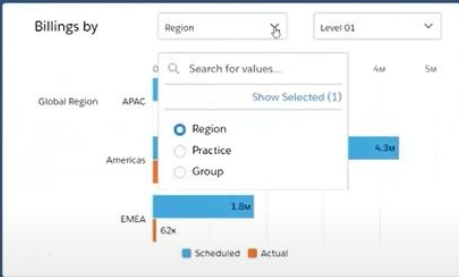 Billings by
Region
Level 01
0
4M
5M
Search for values...
Show Selected (1)
Region
Practice
Group
Global Region
APAC
Americas
4.3M
EMEA
1.8M
62K
Scheduled
Actual